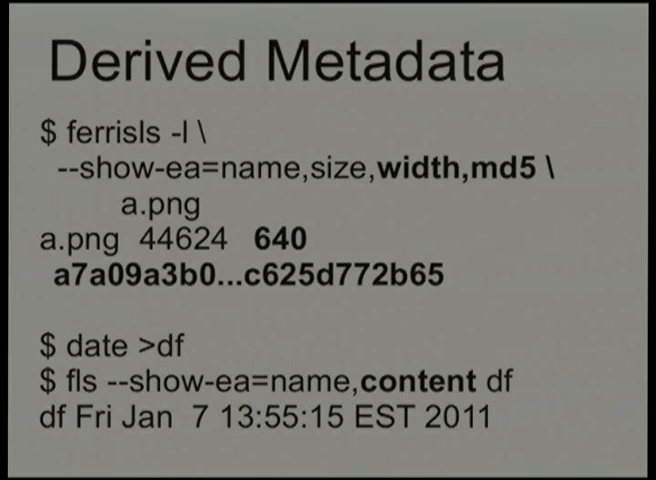 Derived Metadata
$ ferrisls -l \
--show-ea=name,size,width,md5 \
a.png
a.png 44624 640
a7a09a3b0...c625d772b65
$ date >df
$ fls --show-ea=name,content df
df Fri Jan 7 13:55:15 EST 2011